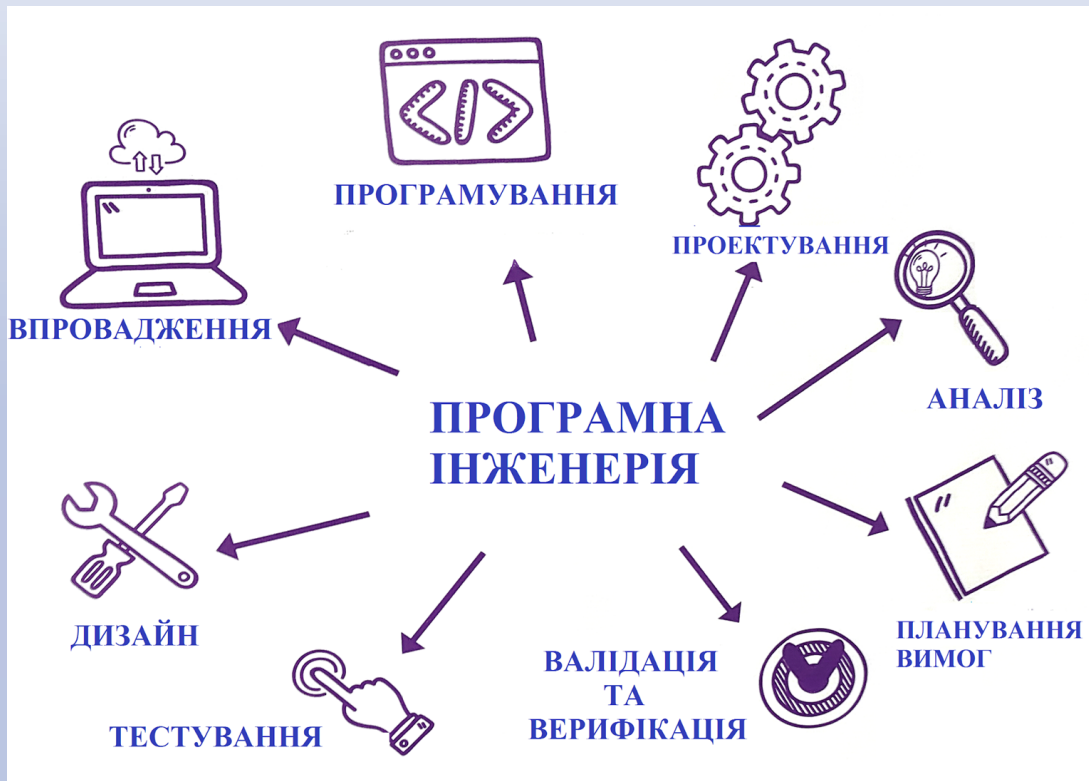 ПРОГРАМУВАННЯ
ПРОЕКТУВАННЯ
ВПРОВАДЖЕННЯ
АНАЛІЗ
ПРОГРАМНА
ІНЖЕНЕРІЯ
ДИЗАЙН
ПЛАНУВАННЯ
ВИМОГ
ВАЛІДАЦІЯ
ТА
ВЕРИФІКАЦІЯ
ТЕСТУВАННЯ